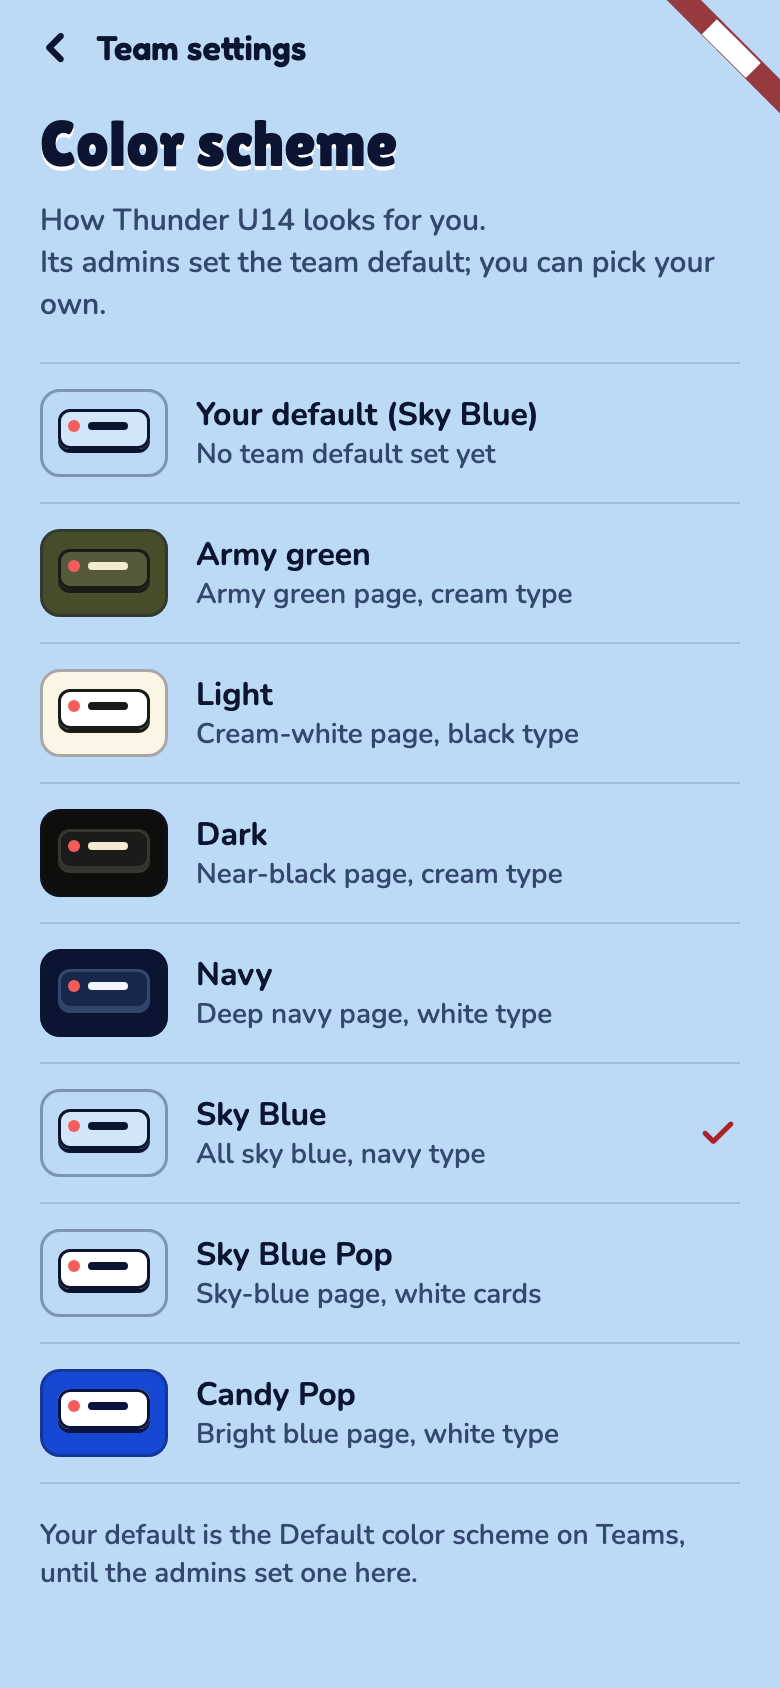 Team settings
Color scheme
How Thunder U14 looks for you.
Its admins set the team default; you can pick your
own.
Your default (Sky Blue)
No team default set yet
Army green
Army green page, cream type
Light
Cream-white page, black type
Dark
Near-black page, cream type
Navy
Deep navy page, white type
Sky Blue
All sky blue, navy type
Sky Blue Pop
Sky-blue page, white cards
Candy Pop
Bright blue page, white type
Your default is the Default color scheme on Teams,
until the admins set one here.